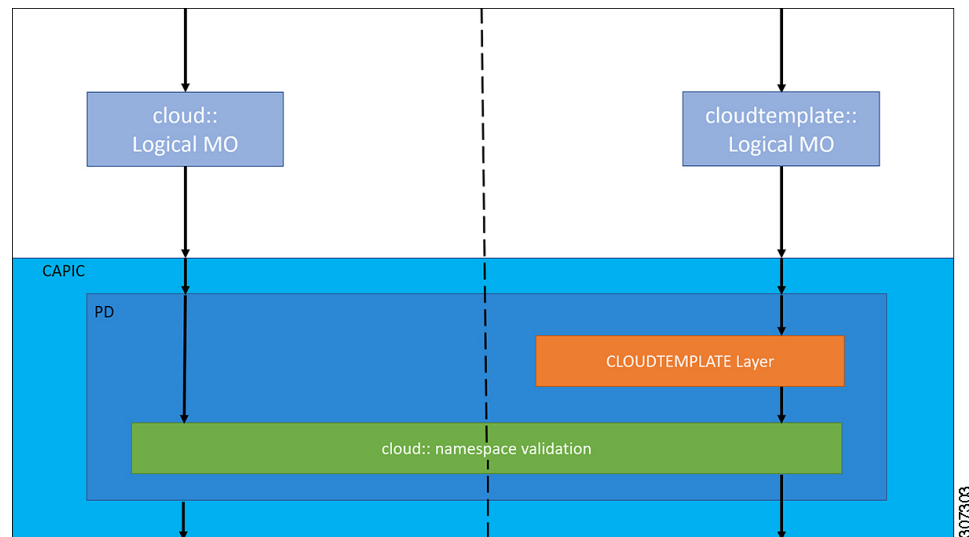 cloud::
Logical MO
cloudtemplate::
Logical MO
CAPIC
PD
CLOUDTEMPLATE Layer
cloud:: namespace validation
307303